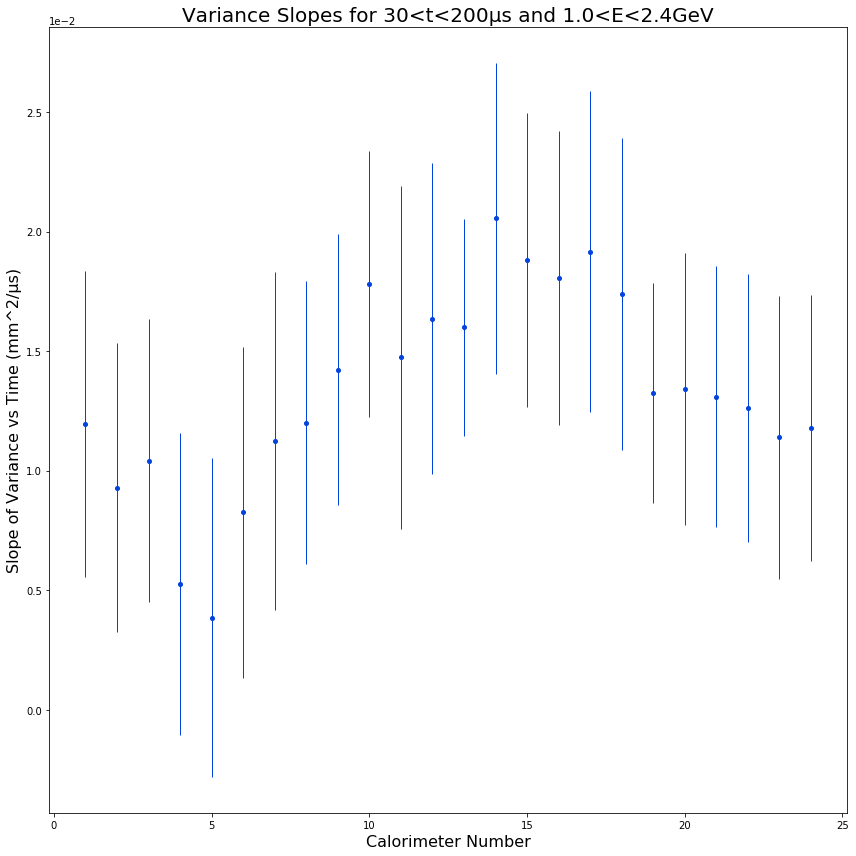 Variance Slopes for 30<t<200μs and 1.0<E<2.4GeV
1e−2
2.5
2.0
1.5
1.0
0.5
0.0
Slope of Variance vs Time (mm^2/μs)
0 5 10 15 20 25
Calorimeter Number